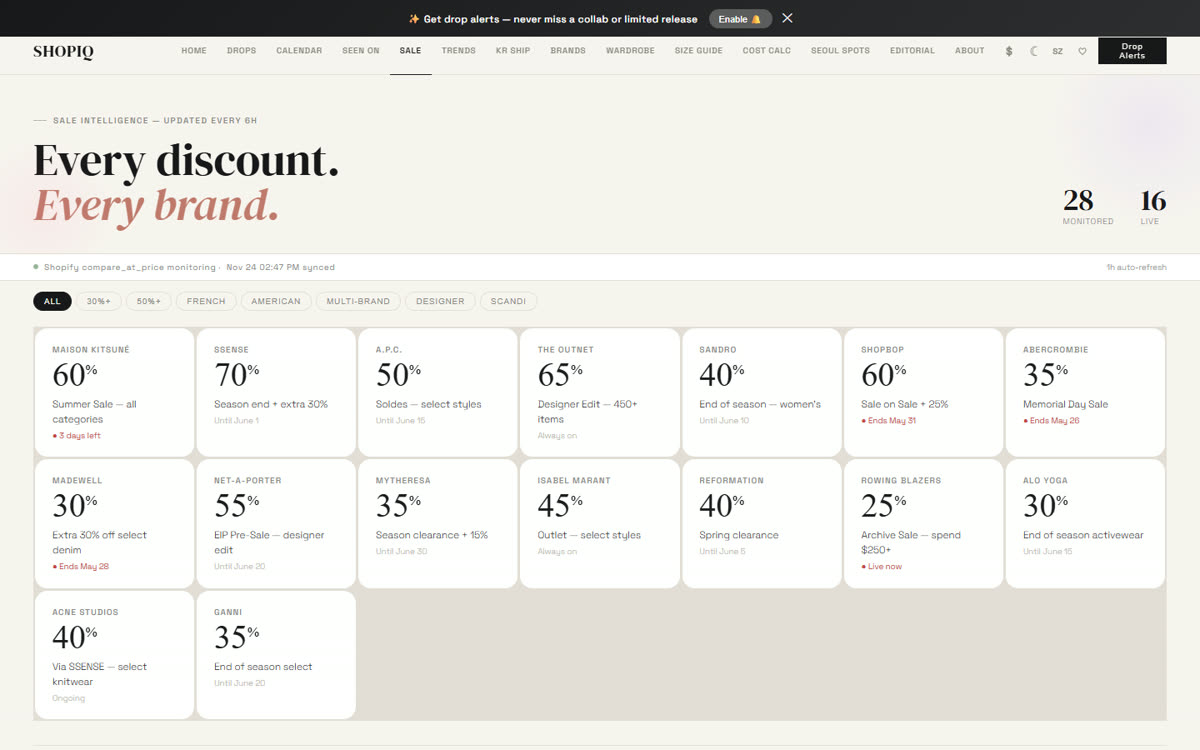 ✨ Get drop alerts — never miss a collab or limited release
Enable 🔔
SHOPIQ
HOME DROPS CALENDAR SEEN ON SALE TRENDS KR SHIP BRANDS WARDROBE SIZE GUIDE COST CALC SEOUL SPOTS EDITORIAL ABOUT $ ☾ SZ ♡
Drop
Alerts
SALE INTELLIGENCE — UPDATED EVERY 6H
Every discount.
Every brand.
28
MONITORED
16
LIVE
Shopify compare_at_price monitoring · Nov 24 02:47 PM synced
1h auto-refresh
ALL 30%+ 50%+ FRENCH AMERICAN MULTI-BRAND DESIGNER SCANDI
MAISON KITSUNÉ
60%
Summer Sale — all
categories
● 3 days left
SSENSE
70%
Season end + extra 30%
Until June 1
A.P.C.
50%
Soldes — select styles
Until June 15
THE OUTNET
65%
Designer Edit — 450+
items
Always on
SANDRO
40%
End of season — women's
Until June 10
SHOPBOP
60%
Sale on Sale + 25%
● Ends May 31
ABERCROMBIE
35%
Memorial Day Sale
● Ends May 26
MADEWELL
30%
Extra 30% off select
denim
● Ends May 28
NET-A-PORTER
55%
EIP Pre-Sale — designer
edit
Until June 20
MYTHERESA
35%
Season clearance + 15%
Until June 30
ISABEL MARANT
45%
Outlet — select styles
Always on
REFORMATION
40%
Spring clearance
Until June 5
ROWING BLAZERS
25%
Archive Sale — spend
$250+
● Live now
ALO YOGA
30%
End of season activewear
Until June 15
ACNE STUDIOS
40%
Via SSENSE — select
knitwear
Ongoing
GANNI
35%
End of season select
Until June 20